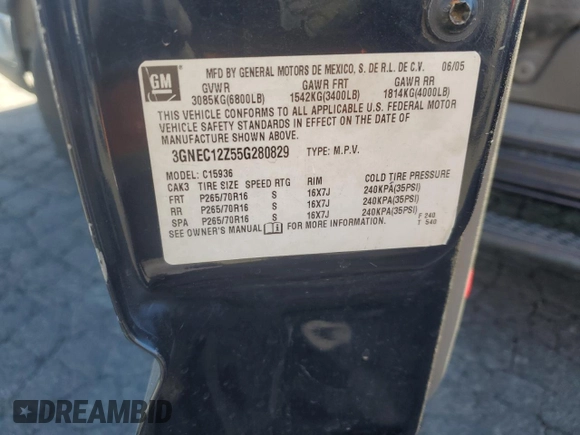 GM
MFD BY GENERAL MOTORS DE MEXICO, S. DE R.L. DE C.V. 06/05
GVWR GAWR FRT GAWR RR
3085KG(6800LB) 1542KG(3400LB) 1814KG(4000LB)
THIS VEHICLE CONFORMS TO ALL APPLICABLE U.S. FEDERAL MOTOR
VEHICLE SAFETY STANDARDS IN EFFECT ON THE DATE OF
MANUFACTURE SHOWN ABOVE.
3GNEC12Z55G280829 TYPE: M.P.V.
MODEL: C15936
CAK3 TIRE SIZE SPEED RTG RIM COLD TIRE PRESSURE
FRT P265/70R16 S 16X7J 240KPA(35PSI)
RR P265/70R16 S 16X7J 240KPA(35PSI)
SPA P265/70R16 S 16X7J 240KPA(35PSI)
SEE OWNER'S MANUAL FOR MORE INFORMATION. F 240
T 540
DREAMBID